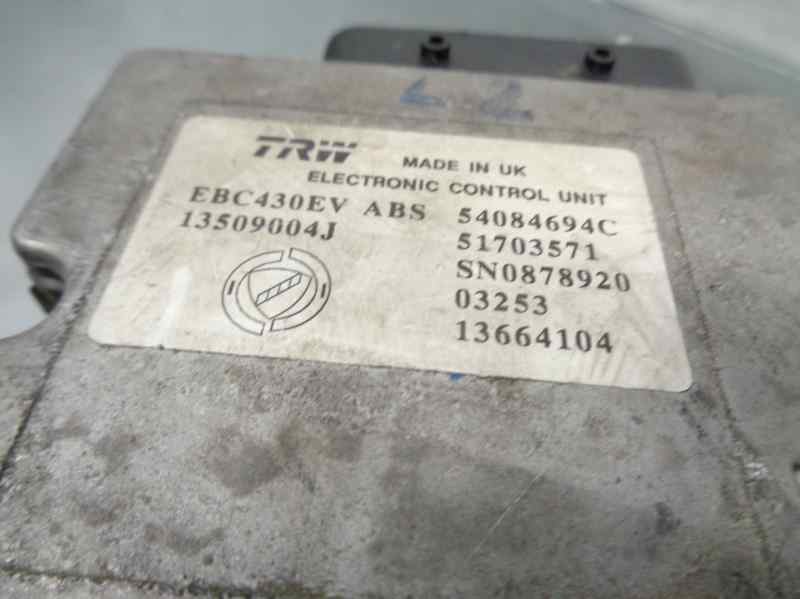 TRW MADE IN UK
ELECTRONIC CONTROL UNIT
EBC430EV ABS 54084694C
13509004J 51703571
SN0878920
03253
13664104